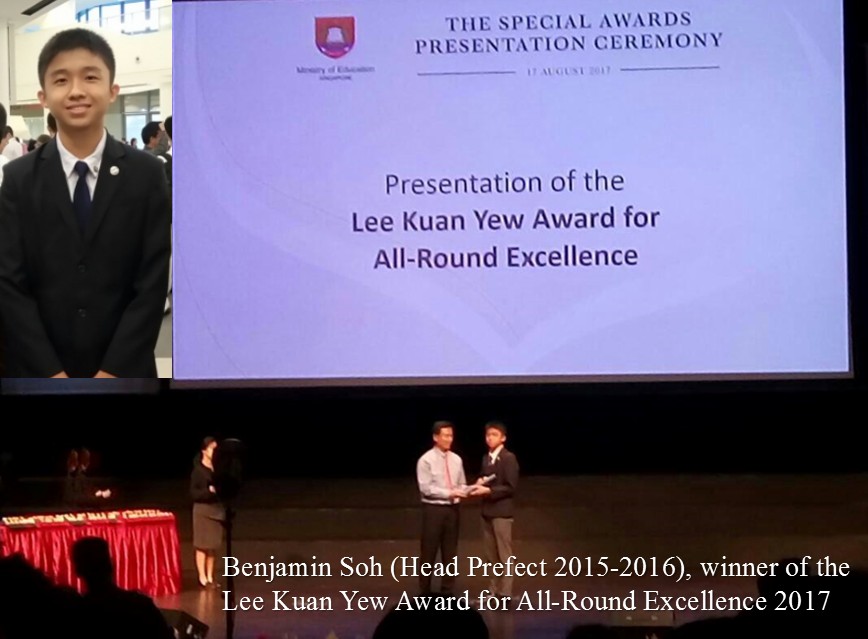 THE SPECIAL AWARDS
PRESENTATION CEREMONY
17 AUGUST 2017
Ministry of Education
SINGAPORE
Presentation of the
Lee Kuan Yew Award for
All-Round Excellence
Benjamin Soh (Head Prefect 2015-2016), winner of the
Lee Kuan Yew Award for All-Round Excellence 2017